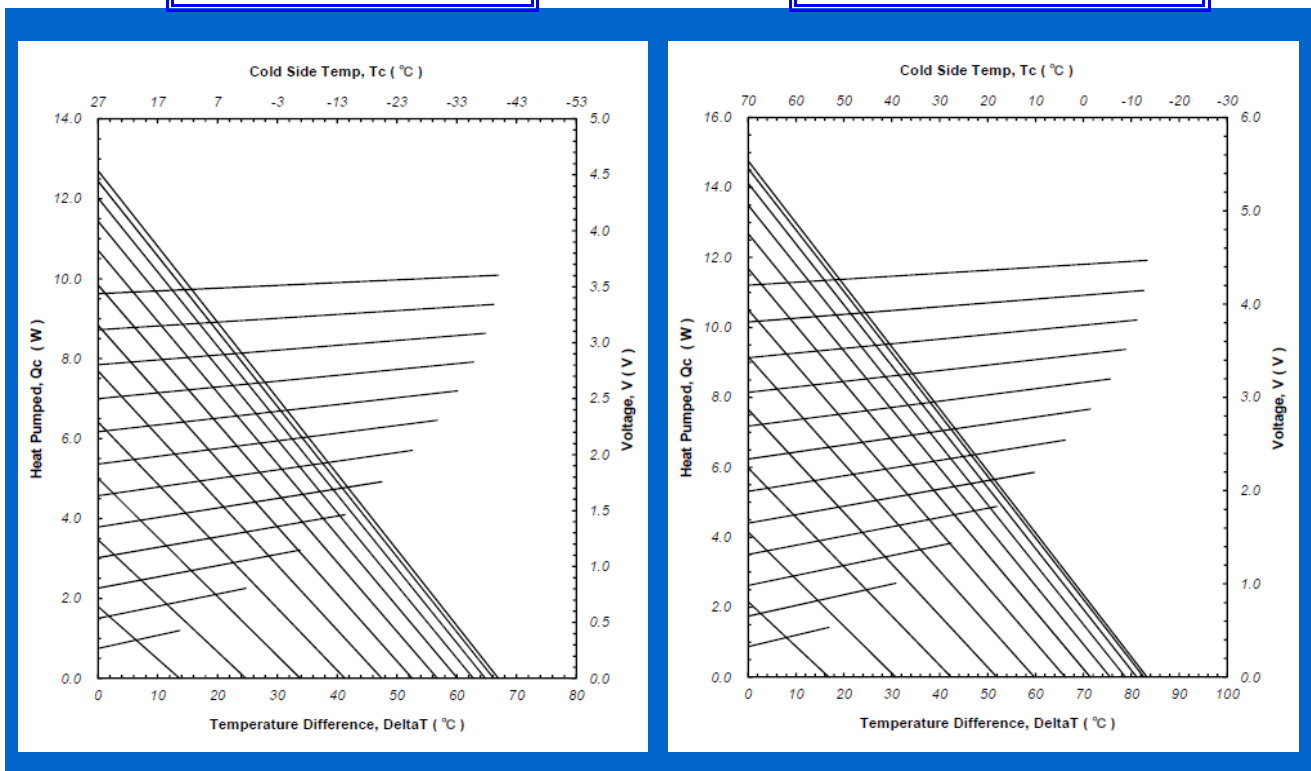 Cold Side Temp, Tc ( °C )
27 17 7 -3 -13 -23 -33 -43 -53
14.0
12.0
10.0
8.0
6.0
4.0
2.0
0.0
Heat Pumped, Qc ( W )
5.0
4.5
4.0
3.5
3.0
2.5
2.0
1.5
1.0
0.5
0.0
Voltage, V ( V )
0 10 20 30 40 50 60 70 80
Temperature Difference, DeltaT ( °C )
Cold Side Temp, Tc ( °C )
70 60 50 40 30 20 10 0 -10 -20 -30
16.0
14.0
12.0
10.0
8.0
6.0
4.0
2.0
0.0
Heat Pumped, Qc ( W )
6.0
5.0
4.0
3.0
2.0
1.0
0.0
Voltage, V ( V )
0 10 20 30 40 50 60 70 80 90 100
Temperature Difference, DeltaT ( °C )